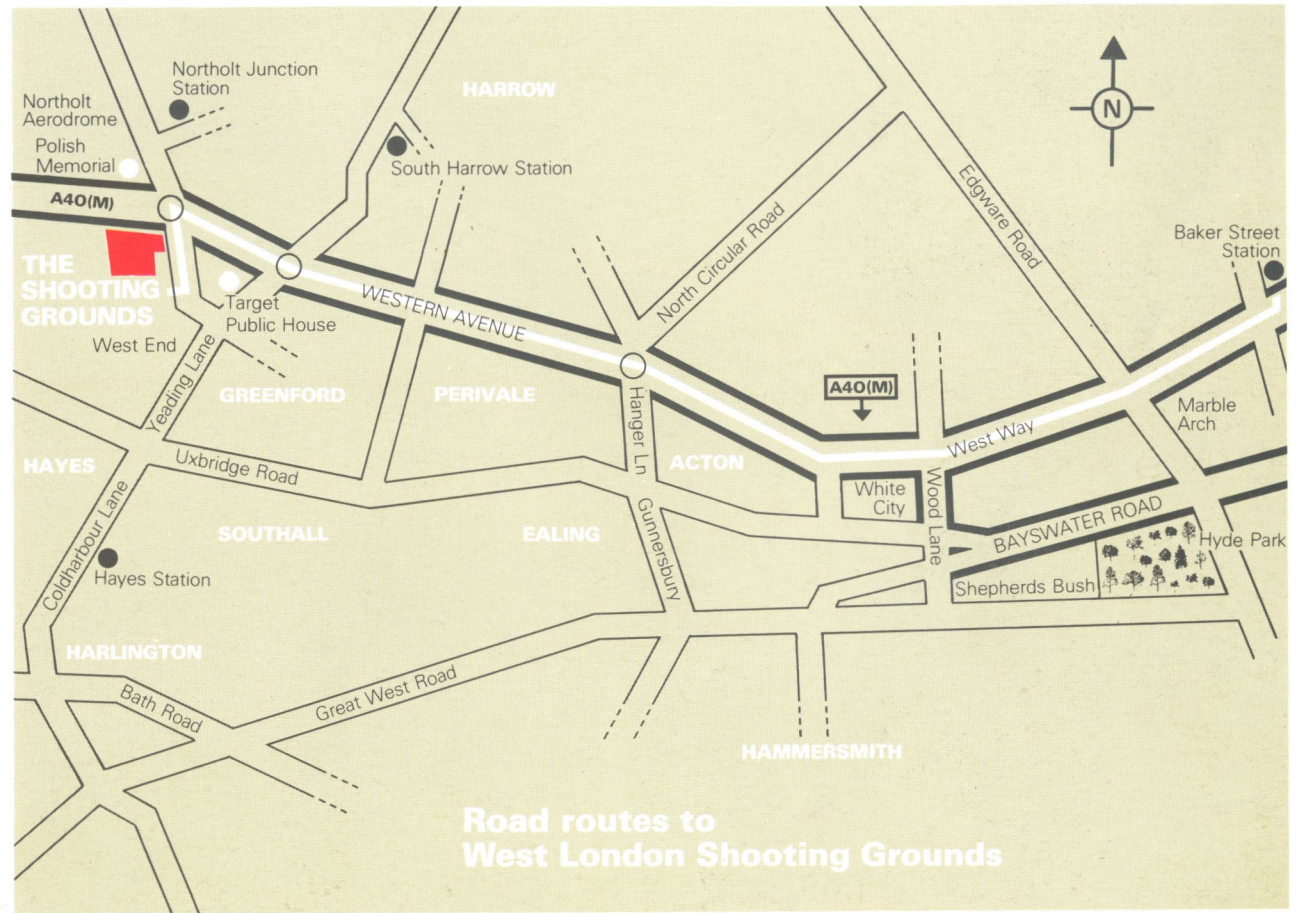 Northolt Junction
Station
HARROW
N
Northolt
Aerodrome
Polish
Memorial
South Harrow Station
A40(M)
Edgware Road
North Circular Road
Baker Street
Station
THE
SHOOTING
GROUNDS
Target
Public House
WESTERN AVENUE
West End
Yeading Lane
GREENFORD
PERIVALE
Hanger Ln
A40(M)
Marble
Arch
West Way
HAYES
Uxbridge Road
ACTON
White
City
Wood Lane
Coldharbour Lane
SOUTHALL
EALING
Gunnersbury
BAYSWATER ROAD
Hyde Park
Hayes Station
Shepherds Bush
HARLINGTON
Bath Road
Great West Road
HAMMERSMITH
Road routes to
West London Shooting Grounds